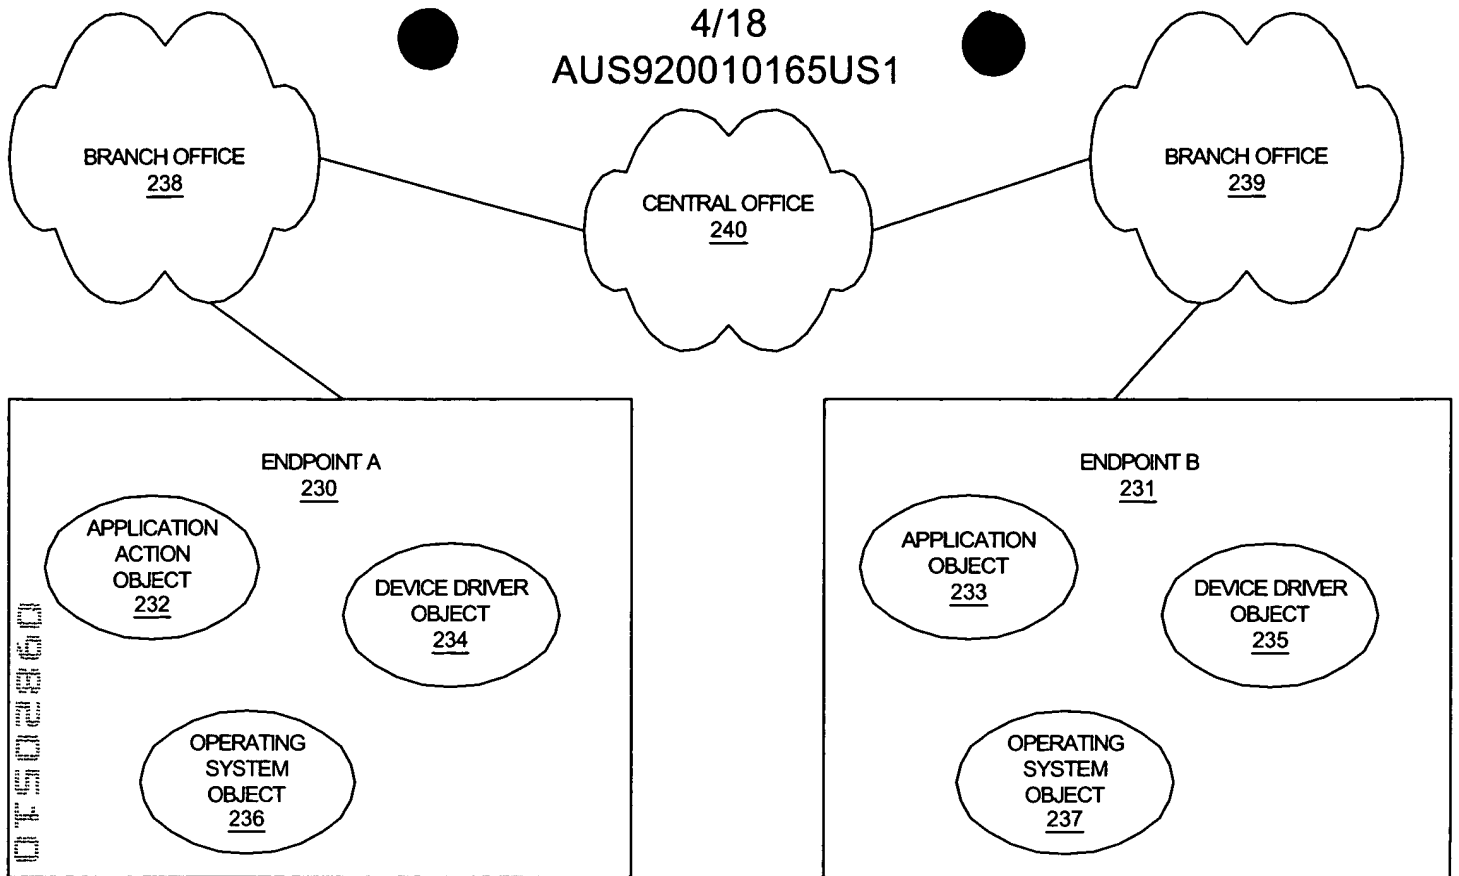 4/18
AUS920010165US1
BRANCH OFFICE
238
CENTRAL OFFICE
240
BRANCH OFFICE
239
ENDPOINT A
230
APPLICATION
ACTION
OBJECT
232
DEVICE DRIVER
OBJECT
234
OPERATING
SYSTEM
OBJECT
236
ENDPOINT B
231
APPLICATION
OBJECT
233
DEVICE DRIVER
OBJECT
235
OPERATING
SYSTEM
OBJECT
237